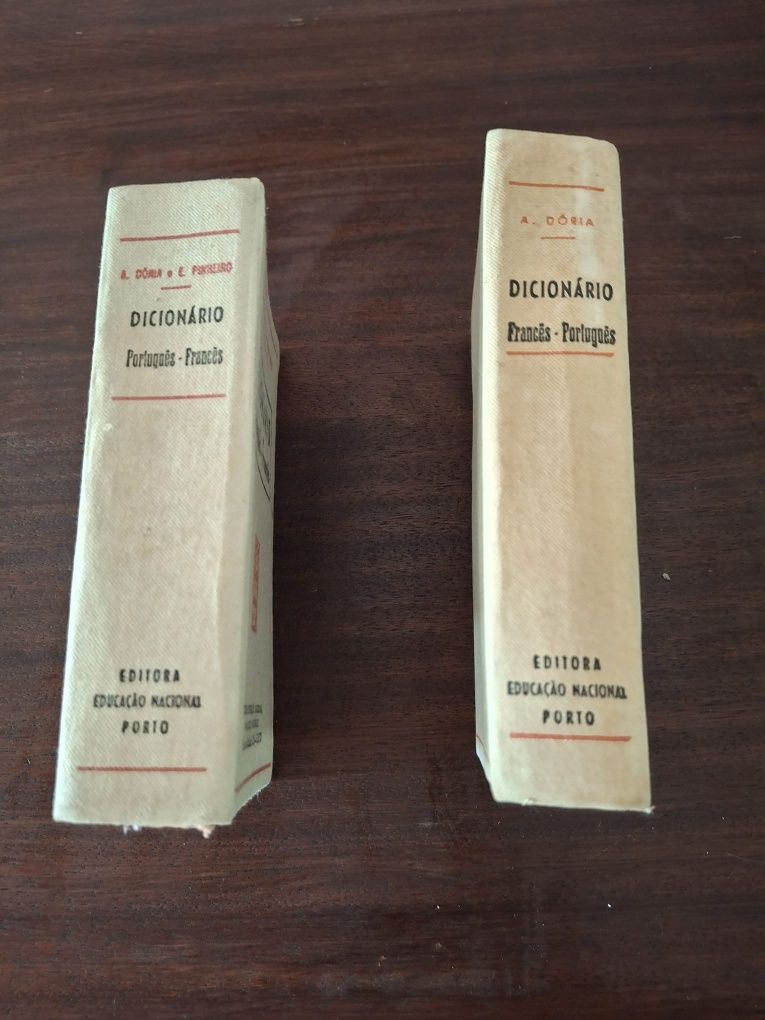 A. DÓRIA e E. PINHEIRO
DICIONÁRIO
Português - Francês
EDITORA
EDUCAÇÃO NACIONAL
PORTO
A. DÓRIA
DICIONÁRIO
Francês - Português
EDITORA
EDUCAÇÃO NACIONAL
PORTO